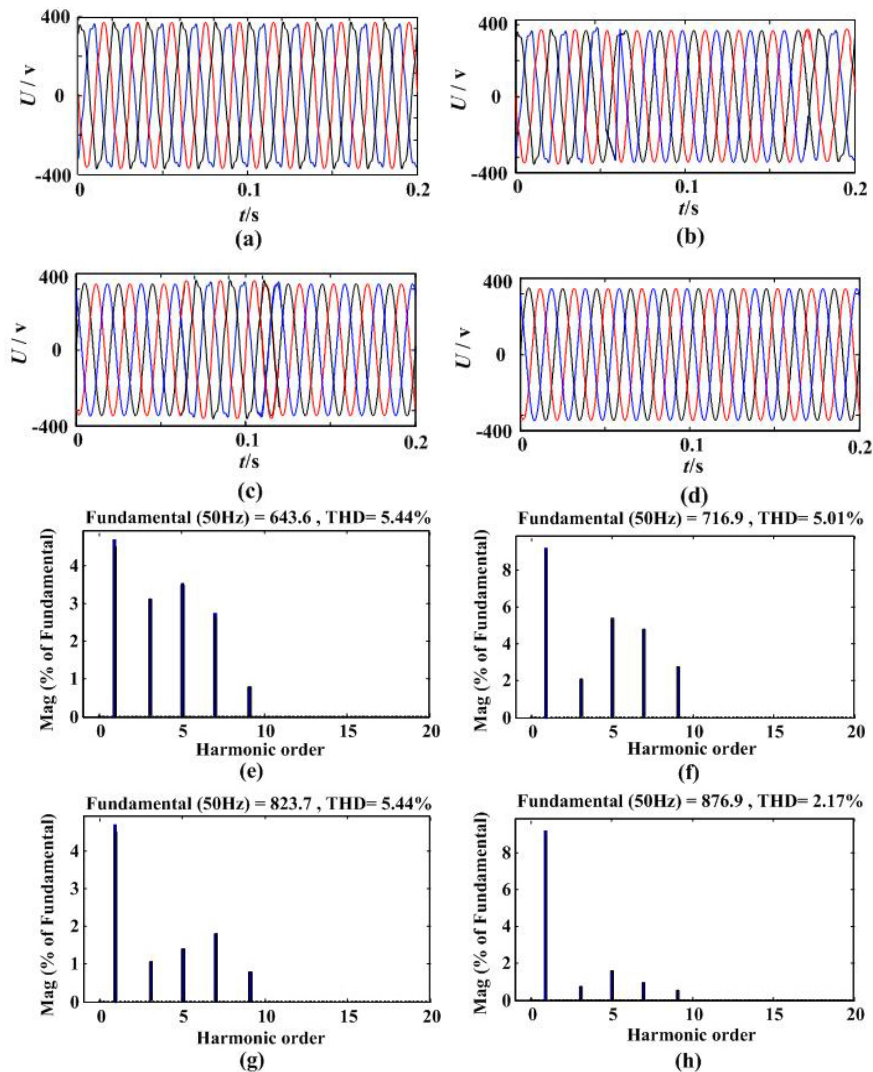 400
U / v
0
-400
0
0.1
0.2
t/s
(a)
400
U / v
0
-400
0
0.1
0.2
t/s
(b)
400
U / v
0
-400
0
0.1
0.2
t/s
(c)
400
U / v
0
-400
0
0.1
0.2
t/s
(d)
Fundamental (50Hz) = 643.6 , THD= 5.44%
Mag (% of Fundamental)
4
3
2
1
0
0 5 10 15 20
Harmonic order
(e)
Fundamental (50Hz) = 716.9 , THD= 5.01%
Mag (% of Fundamental)
8
6
4
2
0
0 5 10 15 20
Harmonic order
(f)
Fundamental (50Hz) = 823.7 , THD= 5.44%
Mag (% of Fundamental)
4
3
2
1
0
0 5 10 15 20
Harmonic order
(g)
Fundamental (50Hz) = 876.9 , THD= 2.17%
Mag (% of Fundamental)
8
6
4
2
0
0 5 10 15 20
Harmonic order
(h)